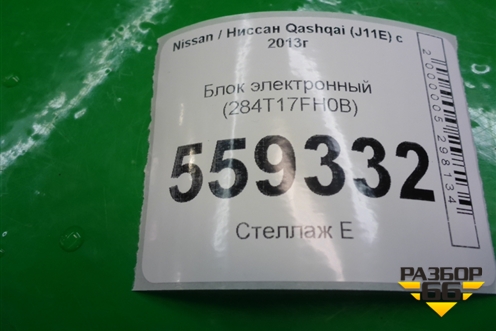 Nissan / Ниссан Qashqai (J11E) с
2013г
Блок электронный
(284T17FH0B)
559332
Стеллаж Е
2000005298134
РАЗБОР
66